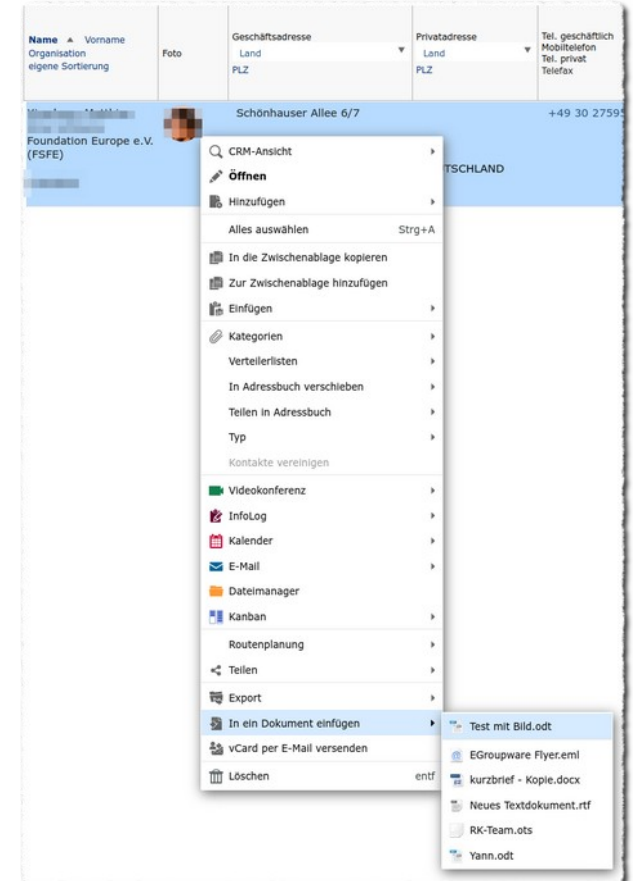 Name Vorname
Organisation
eigene Sortierung
Foto
Geschäftsadresse
Land
PLZ
Privatadresse
Land
PLZ
Tel. geschäftlich
Mobiltelefon
Tel. privat
Telefax
Schönhauser Allee 6/7
+49 30 27595
Foundation Europe e.V.
(FSFE)
TSCHLAND
CRM-Ansicht
Öffnen
Hinzufügen
Alles auswählen Strg+A
In die Zwischenablage kopieren
Zur Zwischenablage hinzufügen
Einfügen
Kategorien
Verteilerlisten
In Adressbuch verschieben
Teilen in Adressbuch
Typ
Kontakte vereinigen
Videokonferenz
InfoLog
Kalender
E-Mail
Dateimanager
Kanban
Routenplanung
Teilen
Export
In ein Dokument einfügen
vCard per E-Mail versenden
Löschen entf
Test mit Bild.odt
EGroupware Flyer.eml
kurzbrief - Kopie.docx
Neues Textdokument.rtf
RK-Team.ots
Yann.odt